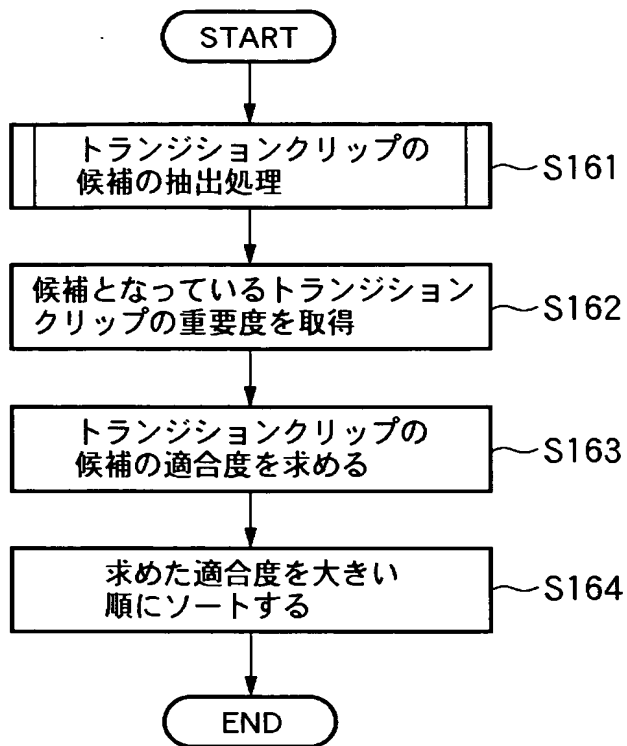 START
トランジションクリップの
候補の抽出処理
S161
候補となっているトランジション
クリップの重要度を取得
S162
トランジションクリップの
候補の適合度を求める
S163
求めた適合度を大きい
順にソートする
S164
END